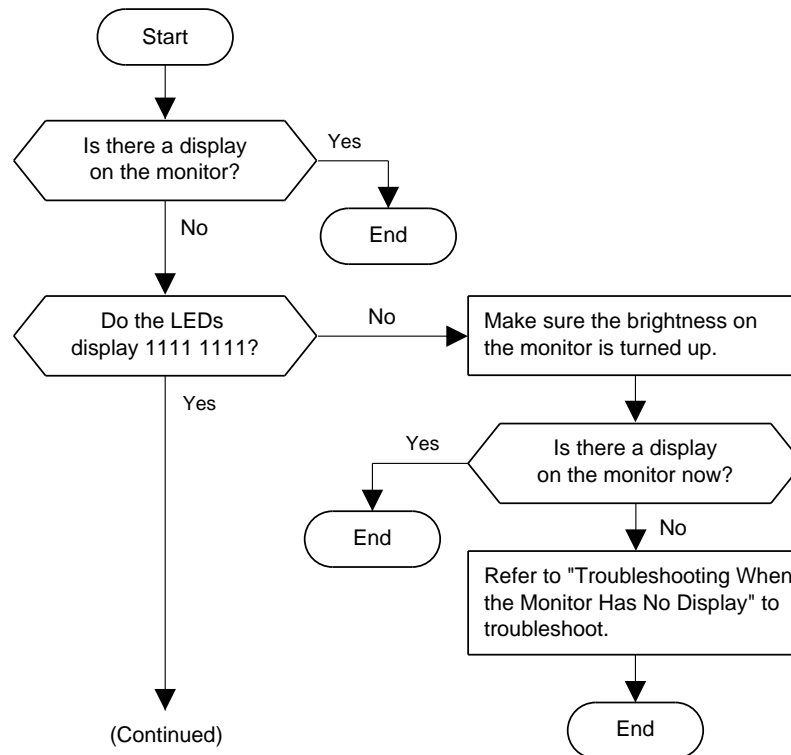 Start
Is there a display
on the monitor?
Yes
End
No
Do the LEDs
display 1111 1111?
No
Make sure the brightness on
the monitor is turned up.
Yes
Yes
Is there a display
on the monitor now?
End
No
Refer to "Troubleshooting When
the Monitor Has No Display" to
troubleshoot.
(Continued)
End